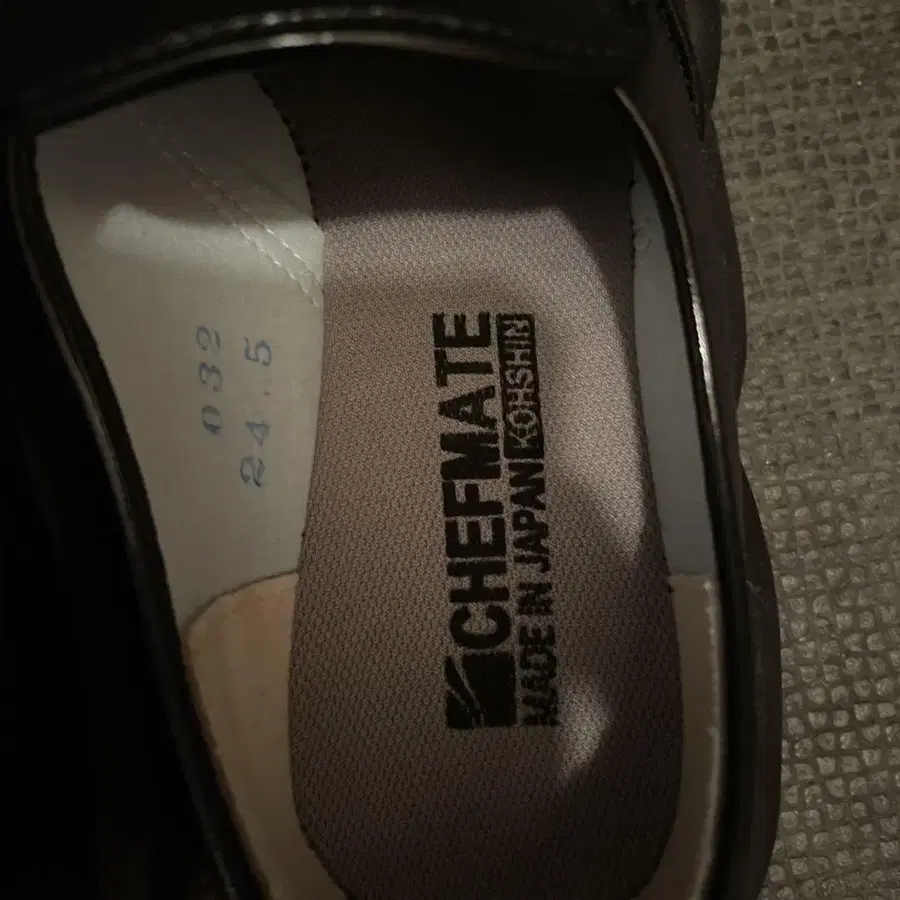 032
24.5
CHEFMATE
MADE IN JAPAN KOHSHIN